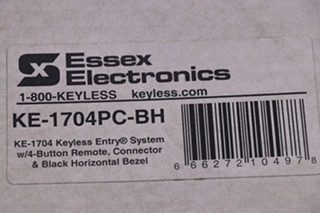 Essex
Electronics
1-800-KEYLESS keyless.com
KE-1704PC-BH
KE-1704 Keyless Entry® System
w/4-Button Remote, Connector
& Black Horizontal Bezel
6 66272 10497 8